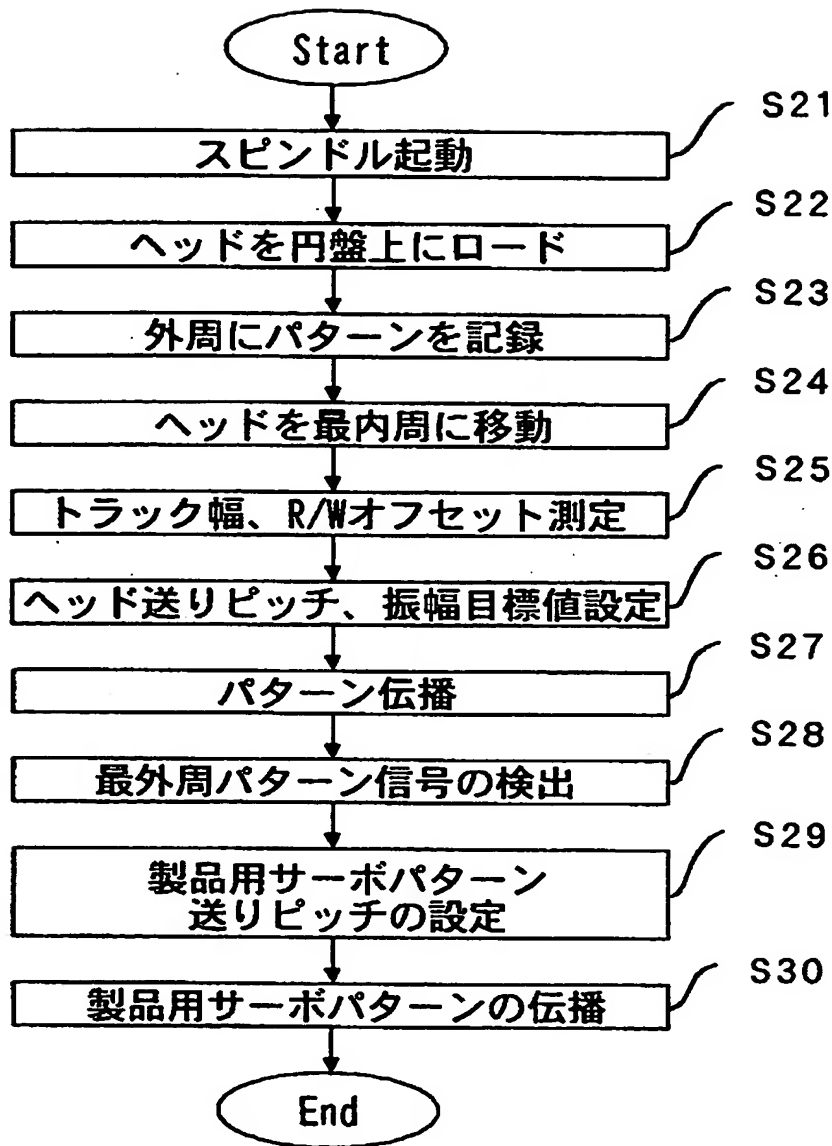 Start
S21
スピンドル起動
S22
ヘッドを円盤上にロード
S23
外周にパターンを記録
S24
ヘッドを最内周に移動
S25
トラック幅、R/Wオフセット測定
S26
ヘッド送りピッチ、振幅目標値設定
S27
パターン伝播
S28
最外周パターン信号の検出
S29
製品用サーボパターン
送りピッチの設定
S30
製品用サーボパターンの伝播
End